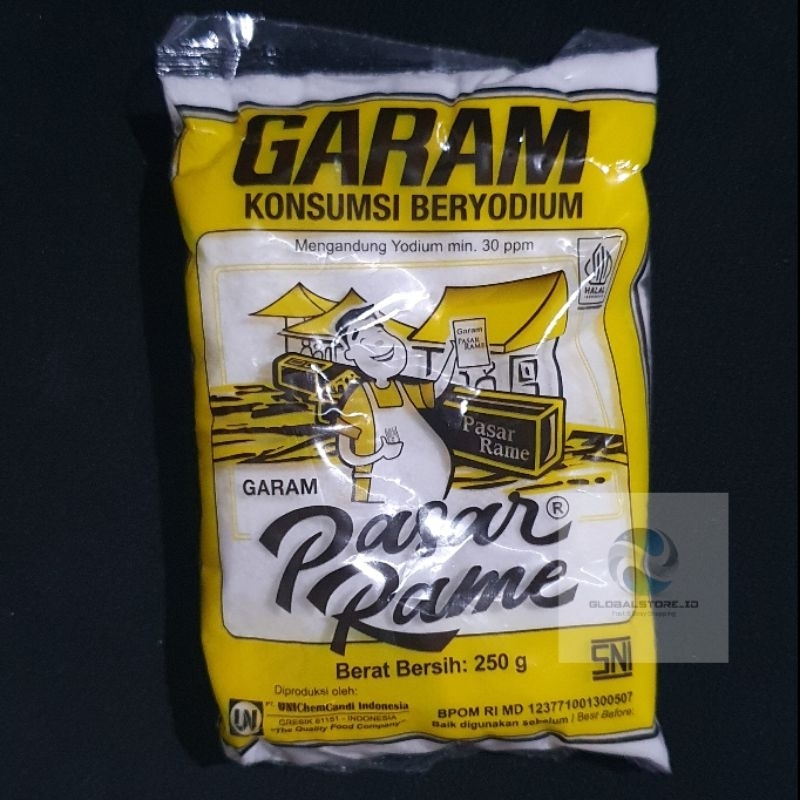 GARAM
KONSUMSI BERYODIUM
Mengandung Yodium min. 30 ppm
HALAL
INDONESIA
Garam
PASAR
RAME
Pasar
Rame
GARAM
Pasar ®
Rame
GLOBALSTORE_ID
SNI
Berat Bersih: 250 g
Diproduksi oleh:
UN
PT. UNIChemCandi Indonesia
GRESIK 61151 - INDONESIA
"The Quality Food Company"
BPOM RI MD 123771001300507
Baik digunakan sebelum / Best Before: